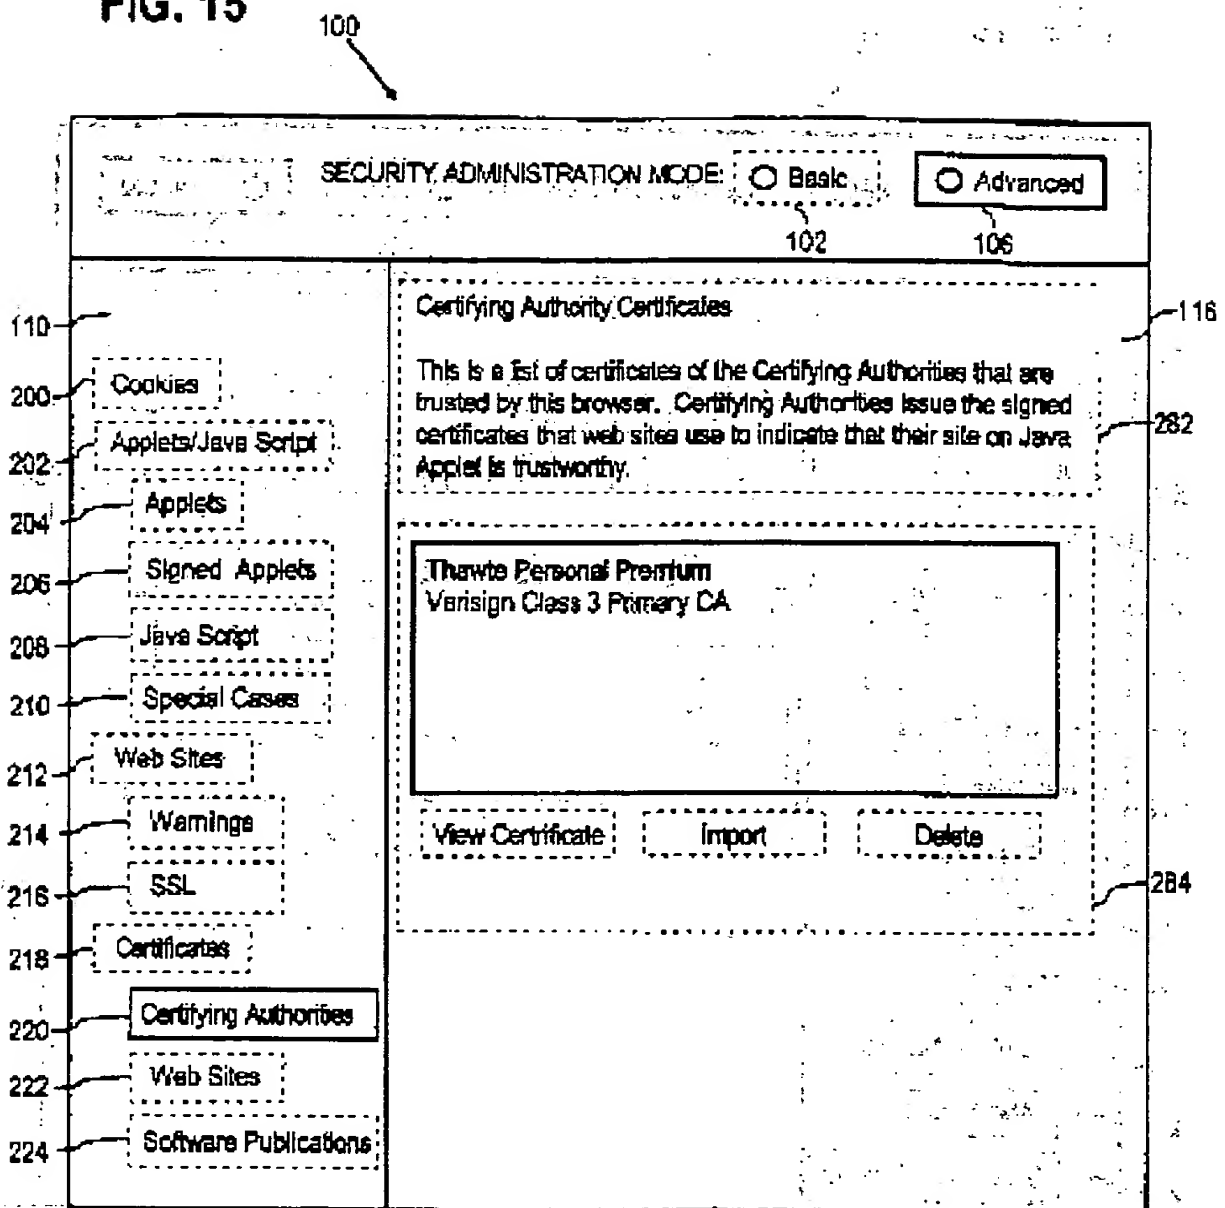 FIG. 15
100
SECURITY ADMINISTRATION MODE: Basic Advanced
102 106
110
116
Certifying Authority Certificates
This is a list of certificates of the Certifying Authorities that are
trusted by this browser. Certifying Authorities issue the signed
certificates that web sites use to indicate that their site on Java
Applet is trustworthy.
282
200 Cookies
202 Applets/Java Script
204 Applets
206 Signed Applets
208 Java Script
210 Special Cases
212 Web Sites
214 Warnings
216 SSL
218 Certificates
220 Certifying Authorities
222 Web Sites
224 Software Publications
Thawte Personal Premium
Verisign Class 3 Primary CA
View Certrificate Import Delete
284